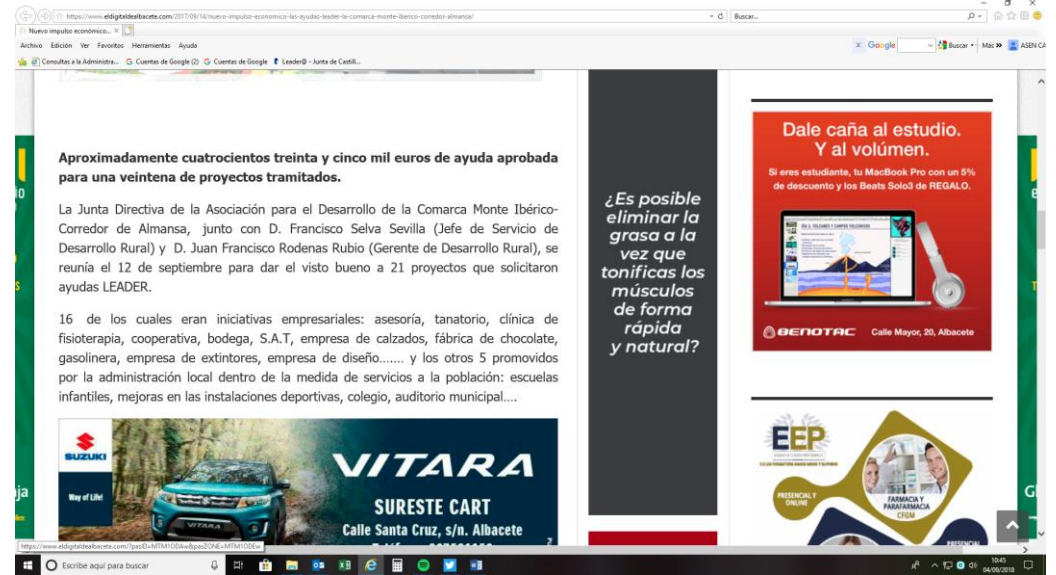 https://www.eldigitaldealbacete.com/2017/09/14/nuevo-impulso-economico-las-ayudas-leader-la-comarca-monte-iberico-corredor-almansa/
Buscar...
Nuevo impulso económico...
Archivo Edición Ver Favoritos Herramientas Ayuda
Google
Buscar
Más
ASEN CA
Consultas a la Administra...
Cuentas de Google (2)
Cuentas de Google
Leader@ - Junta de Castill...
Aproximadamente cuatrocientos treinta y cinco mil euros de ayuda aprobada
para una veintena de proyectos tramitados.
La Junta Directiva de la Asociación para el Desarrollo de la Comarca Monte Ibérico-
Corredor de Almansa, junto con D. Francisco Selva Sevilla (Jefe de Servicio de
Desarrollo Rural) y D. Juan Francisco Rodenas Rubio (Gerente de Desarrollo Rural), se
reunía el 12 de septiembre para dar el visto bueno a 21 proyectos que solicitaron
ayudas LEADER.
16 de los cuales eran iniciativas empresariales: asesoría, tanatorio, clínica de
fisioterapia, cooperativa, bodega, S.A.T, empresa de calzados, fábrica de chocolate,
gasolinera, empresa de extintores, empresa de diseño....... y los otros 5 promovidos
por la administración local dentro de la medida de servicios a la población: escuelas
infantiles, mejoras en las instalaciones deportivas, colegio, auditorio municipal....
SUZUKI
Way of Life!
VITARA
VITARA
SURESTE CART
Calle Santa Cruz, s/n. Albacete
¿Es posible
eliminar la
grasa a la
vez que
tonificas los
músculos
de forma
rápida
y natural?
Dale caña al estudio.
Y al volúmen.
Si eres estudiante, tu MacBook Pro con un 5%
de descuento y los Beats Solo3 de REGALO.
BENOTAC
Calle Mayor, 20, Albacete
EEP
PRESENCIAL Y
ONLINE
FARMACIA Y
PARAFARMACIA
CFGM
PRESENCIAL
https://www.eldigitaldealbacete.com/?pasID=MTM1ODAw&pasZONE=MTM1ODEw
Escribe aquí para buscar
10:45
04/09/2018